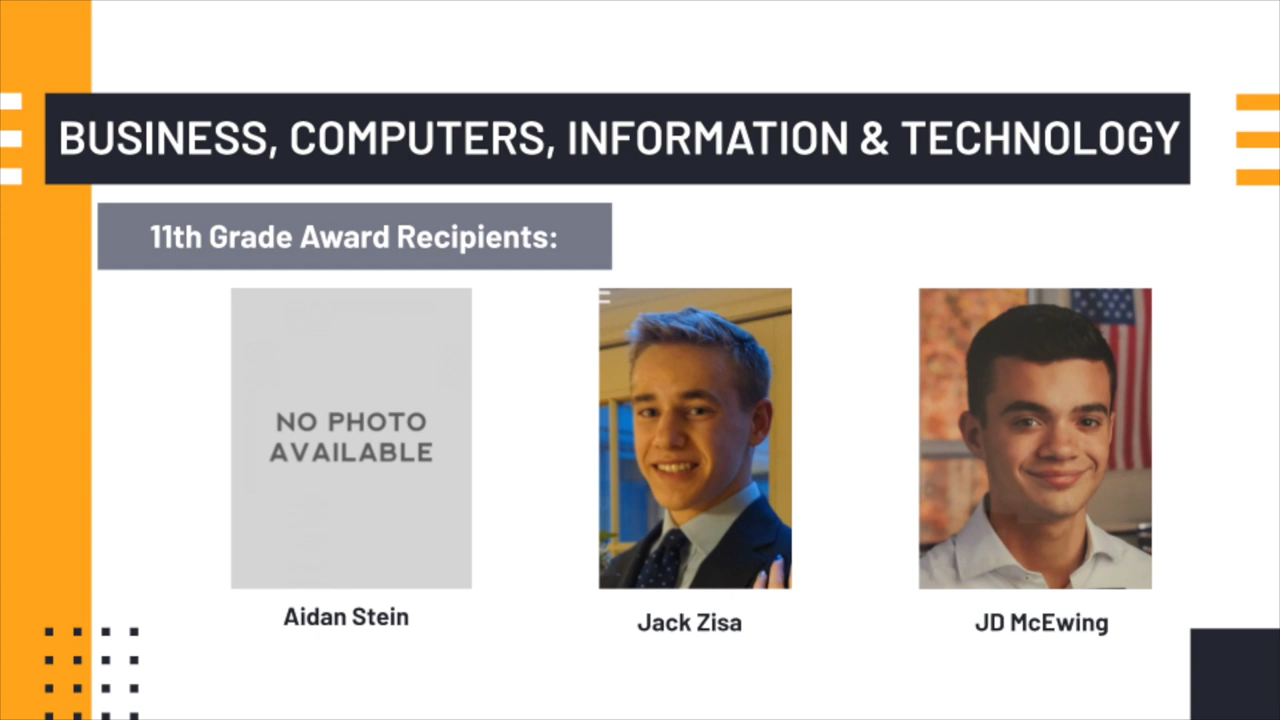 BUSINESS, COMPUTERS, INFORMATION & TECHNOLOGY
11th Grade Award Recipients:
NO PHOTO
AVAILABLE
Aidan Stein
Jack Zisa
JD McEwing